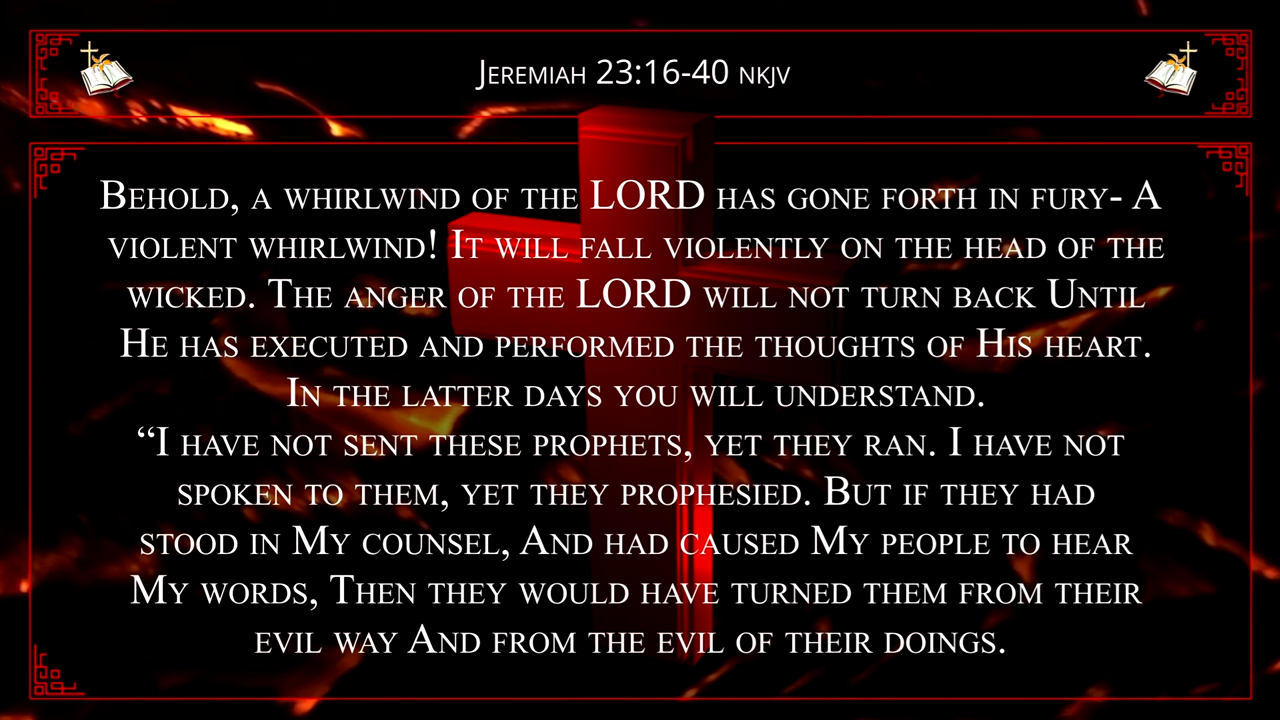 Jeremiah 23:16-40 NKJV
Behold, a whirlwind of the LORD has gone forth in fury- A
violent whirlwind! It will fall violently on the head of the
wicked. The anger of the LORD will not turn back Until
He has executed and performed the thoughts of His heart.
In the latter days you will understand.
“I have not sent these prophets, yet they ran. I have not
spoken to them, yet they prophesied. But if they had
stood in My counsel, And had caused My people to hear
My words, Then they would have turned them from their
evil way And from the evil of their doings.